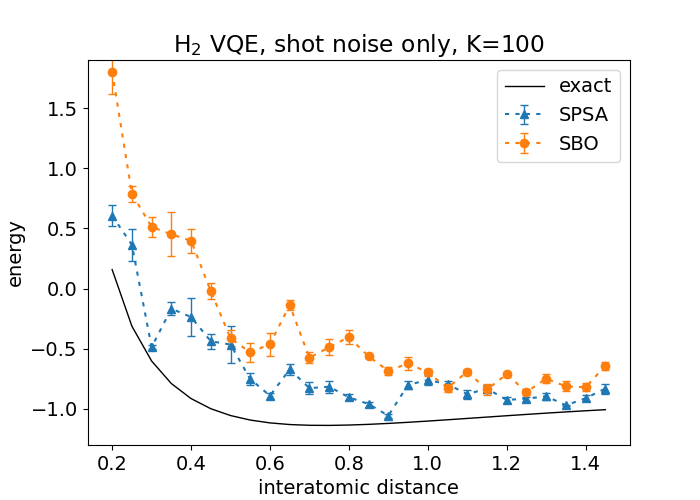 H₂ VQE, shot noise only, K=100
exact
SPSA
SBO
energy
1.5
1.0
0.5
0.0
−0.5
−1.0
0.2 0.4 0.6 0.8 1.0 1.2 1.4
interatomic distance